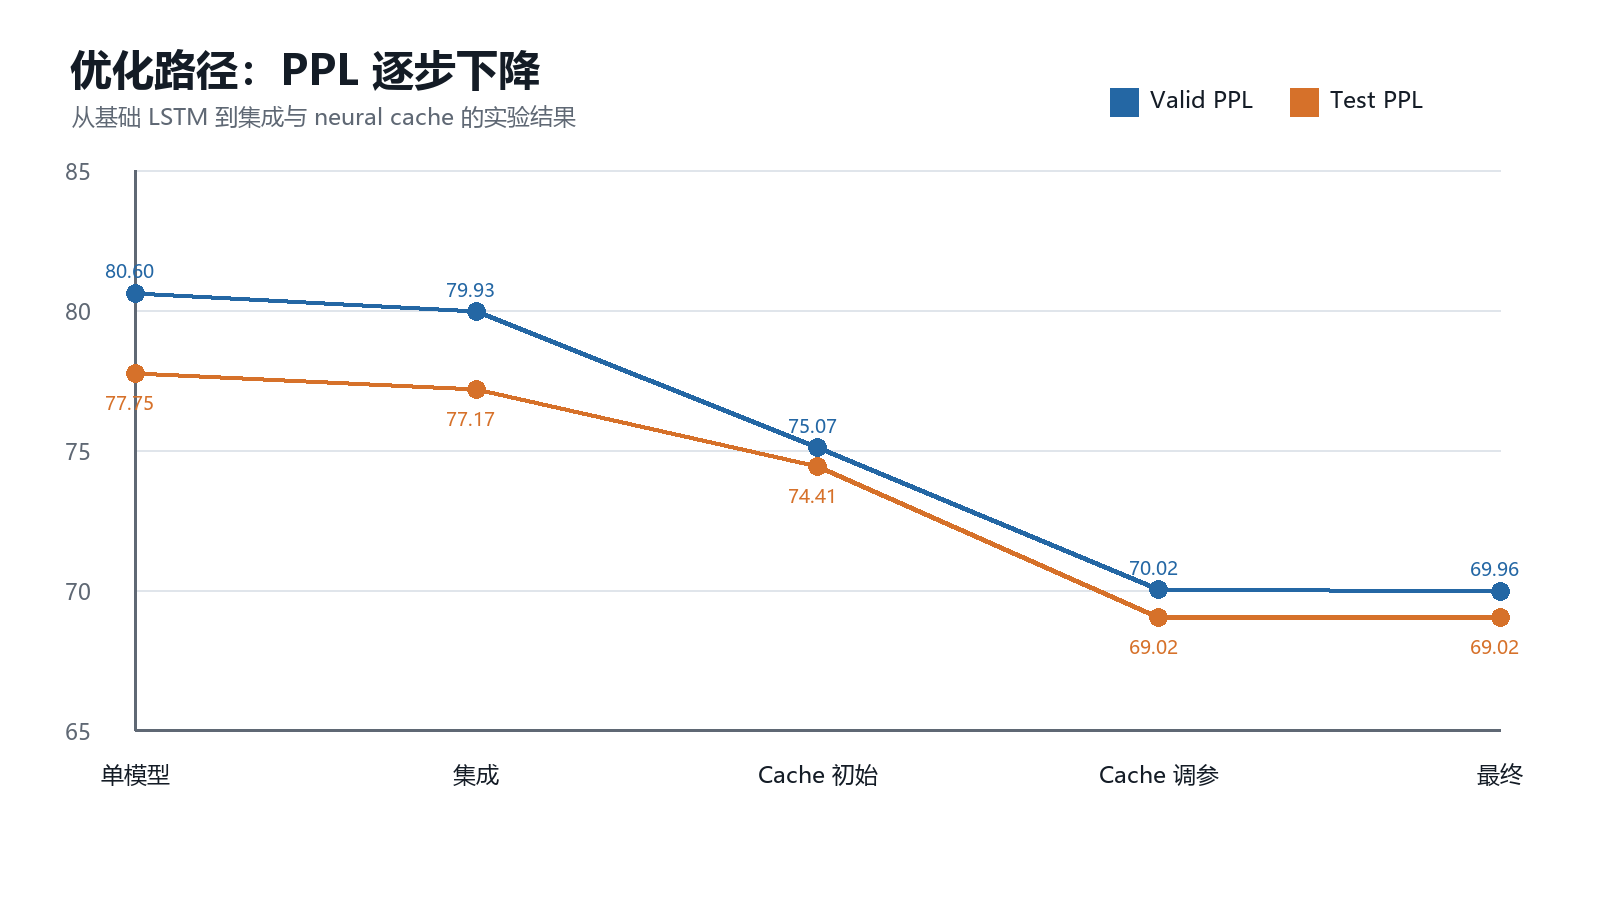 优化路径：PPL 逐步下降
从基础 LSTM 到集成与 neural cache 的实验结果
Valid PPL
Test PPL
85
80
75
70
65
80.60
79.93
75.07
70.02
69.96
77.75
77.17
74.41
69.02
69.02
单模型
集成
Cache 初始
Cache 调参
最终